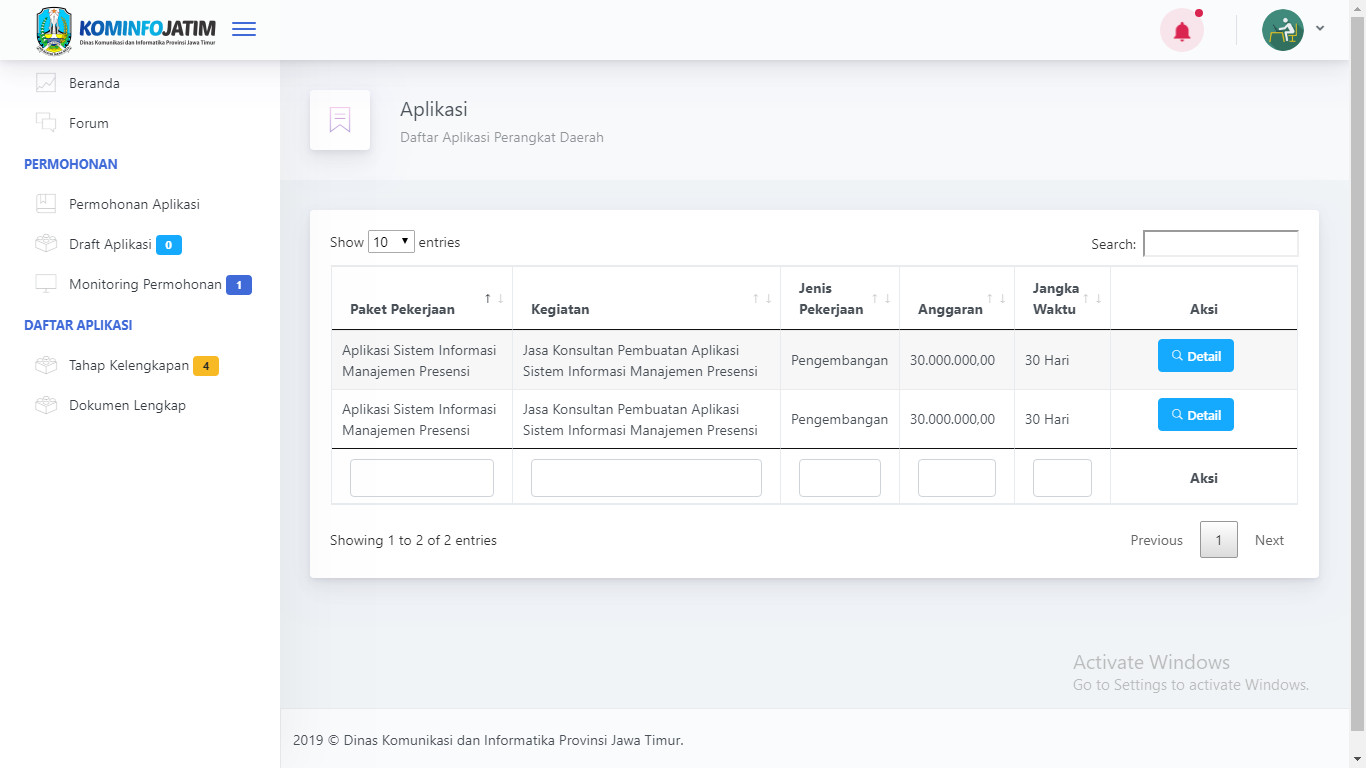 KOMINFOJATIM
Dinas Komunikasi dan Informatika Provinsi Jawa Timur
Beranda
Forum
PERMOHONAN
Permohonan Aplikasi
Draft Aplikasi 0
Monitoring Permohonan 1
DAFTAR APLIKASI
Tahap Kelengkapan 4
Dokumen Lengkap
Aplikasi
Daftar Aplikasi Perangkat Daerah
Show 10 entries
Search:
Paket Pekerjaan
Kegiatan
Jenis
Pekerjaan
Anggaran
Jangka
Waktu
Aksi
Aplikasi Sistem Informasi
Manajemen Presensi
Jasa Konsultan Pembuatan Aplikasi
Sistem Informasi Manajemen Presensi
Pengembangan
30.000.000,00
30 Hari
Detail
Aplikasi Sistem Informasi
Manajemen Presensi
Jasa Konsultan Pembuatan Aplikasi
Sistem Informasi Manajemen Presensi
Pengembangan
30.000.000,00
30 Hari
Detail
Aksi
Showing 1 to 2 of 2 entries
Previous 1 Next
Activate Windows
Go to Settings to activate Windows.
2019 © Dinas Komunikasi dan Informatika Provinsi Jawa Timur.